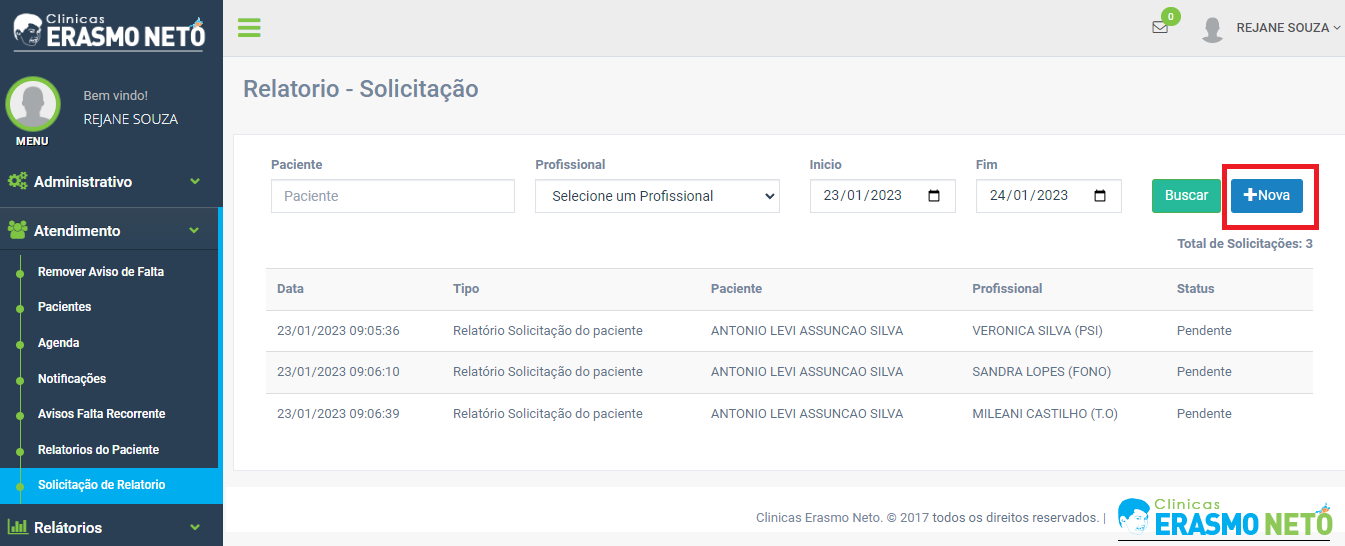 Clinicas
ERASMO NETO
0
REJANE SOUZA
Bem vindo!
REJANE SOUZA
MENU
Administrativo
Atendimento
Remover Aviso de Falta
Pacientes
Agenda
Notificações
Avisos Falta Recorrente
Relatorios do Paciente
Solicitação de Relatorio
Relátorios
Relatorio - Solicitação
Paciente Profissional Inicio Fim
Paciente Selecione um Profissional 23/01/2023 24/01/2023 Buscar +Nova
Total de Solicitações: 3
Data Tipo Paciente Profissional Status
23/01/2023 09:05:36 Relatório Solicitação do paciente ANTONIO LEVI ASSUNCAO SILVA VERONICA SILVA (PSI) Pendente
23/01/2023 09:06:10 Relatório Solicitação do paciente ANTONIO LEVI ASSUNCAO SILVA SANDRA LOPES (FONO) Pendente
23/01/2023 09:06:39 Relatório Solicitação do paciente ANTONIO LEVI ASSUNCAO SILVA MILEANI CASTILHO (T.O) Pendente
Clinicas Erasmo Neto. © 2017 todos os direitos reservados. |
Clinicas
ERASMO NETO